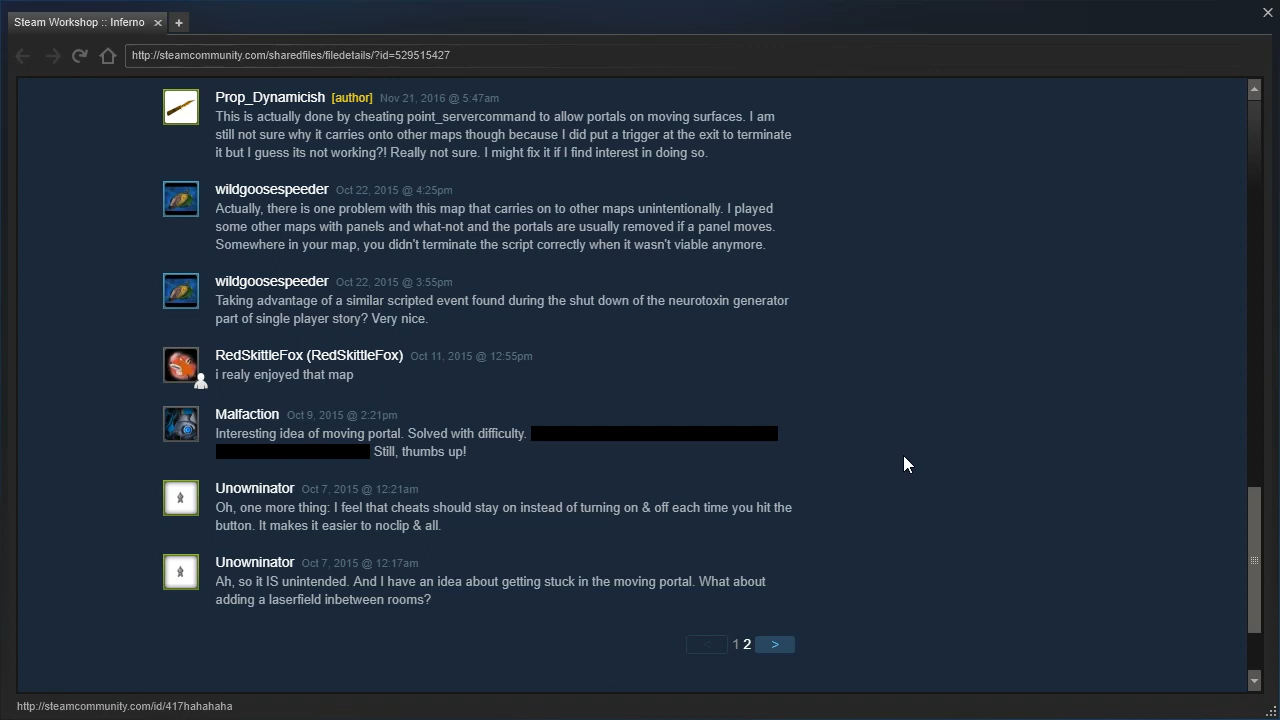 Steam Workshop :: Inferno × +
×
http://steamcommunity.com/sharedfiles/filedetails/?id=529515427
Prop_Dynamicish [author] Nov 21, 2016 @ 5:47am
This is actually done by cheating point_servercommand to allow portals on moving surfaces. I am
still not sure why it carries onto other maps though because I did put a trigger at the exit to terminate
it but I guess its not working?! Really not sure. I might fix it if I find interest in doing so.
wildgoosespeeder Oct 22, 2015 @ 4:25pm
Actually, there is one problem with this map that carries on to other maps unintentionally. I played
some other maps with panels and what-not and the portals are usually removed if a panel moves.
Somewhere in your map, you didn't terminate the script correctly when it wasn't viable anymore.
wildgoosespeeder Oct 22, 2015 @ 3:55pm
Taking advantage of a similar scripted event found during the shut down of the neurotoxin generator
part of single player story? Very nice.
RedSkittleFox (RedSkittleFox) Oct 11, 2015 @ 12:55pm
i realy enjoyed that map
Malfaction Oct 9, 2015 @ 2:21pm
Interesting idea of moving portal. Solved with difficulty.
Still, thumbs up!
Unowninator Oct 7, 2015 @ 12:21am
Oh, one more thing: I feel that cheats should stay on instead of turning on & off each time you hit the
button. It makes it easier to noclip & all.
Unowninator Oct 7, 2015 @ 12:17am
Ah, so it IS unintended. And I have an idea about getting stuck in the moving portal. What about
adding a laserfield inbetween rooms?
< 1 2 >
http://steamcommunity.com/id/417hahahaha